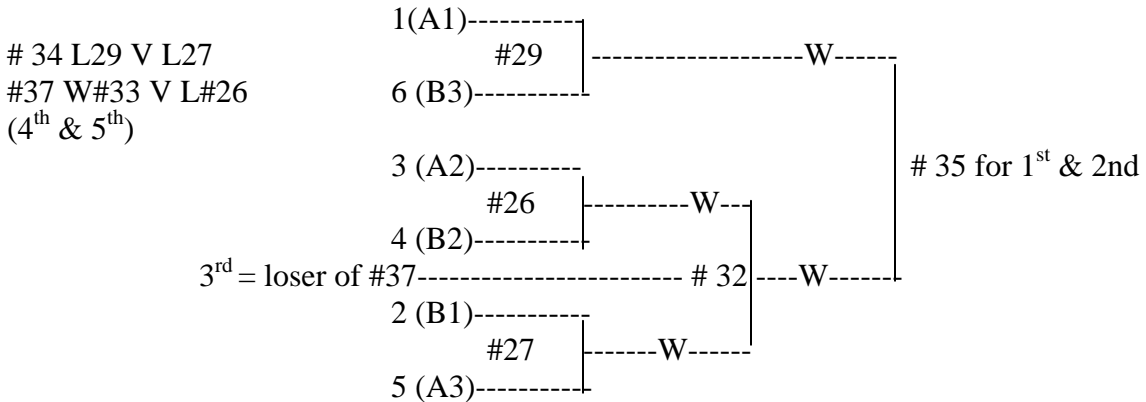 1(A1)-----------
# 34 L29 V L27 #29 --------------------W------
#37 W#33 V L#26 6 (B3)-----------
(4th & 5th)
3 (A2)---------- # 35 for 1st & 2nd
#26 ----------W---
4 (B2)-----------
3rd = loser of #37-------------------------- # 32 ----W-------
2 (B1)-----------
#27 -------W------
5 (A3)-----------